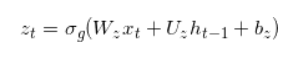 z_t = σ_g(W_z x_t + U_z h_{t−1} + b_z)